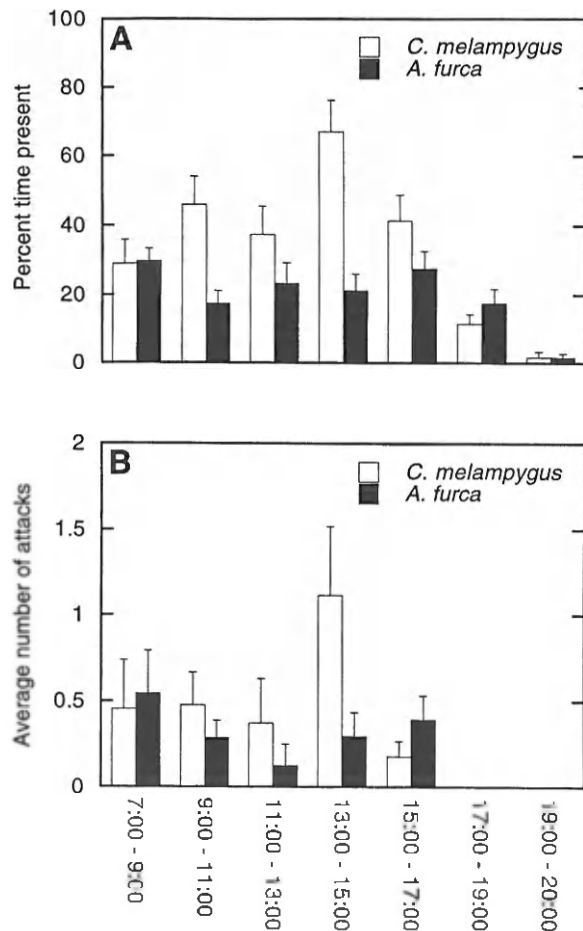 A
C. melampygus
A. furca
Percent time present
100
80
60
40
20
0
B
C. melampygus
A. furca
Average number of attacks
2
1.5
1
0.5
0
7:00 - 9:00
9:00 - 11:00
11:00 - 13:00
13:00 - 15:00
15:00 - 17:00
17:00 - 19:00
19:00 - 20:00